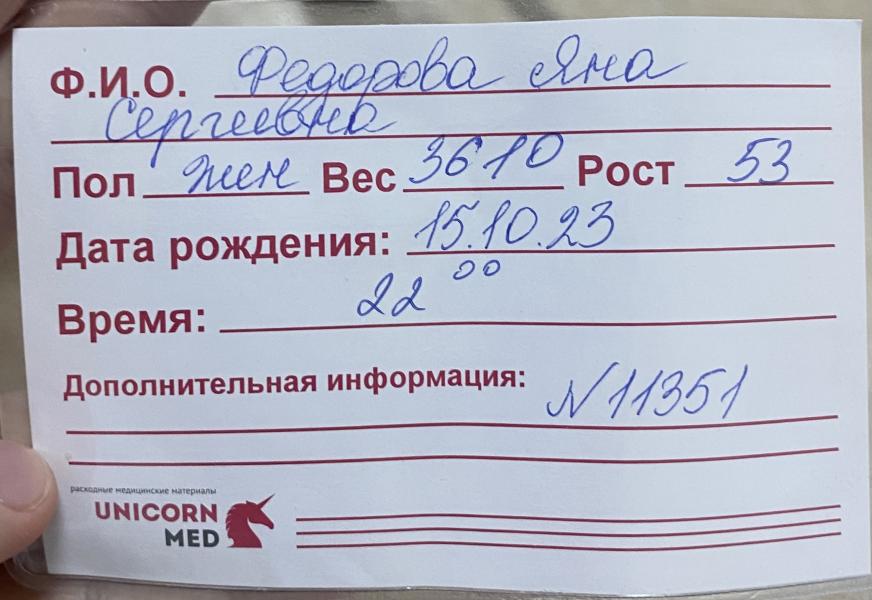 Ф.И.О. Федорова Яна
Сергеевна
Пол жен Вес 3610 Рост 53
Дата рождения: 15.10.23
Время: 22 00
Дополнительная информация:
N 11351
расходные медицинские материалы
UNICORN
MED